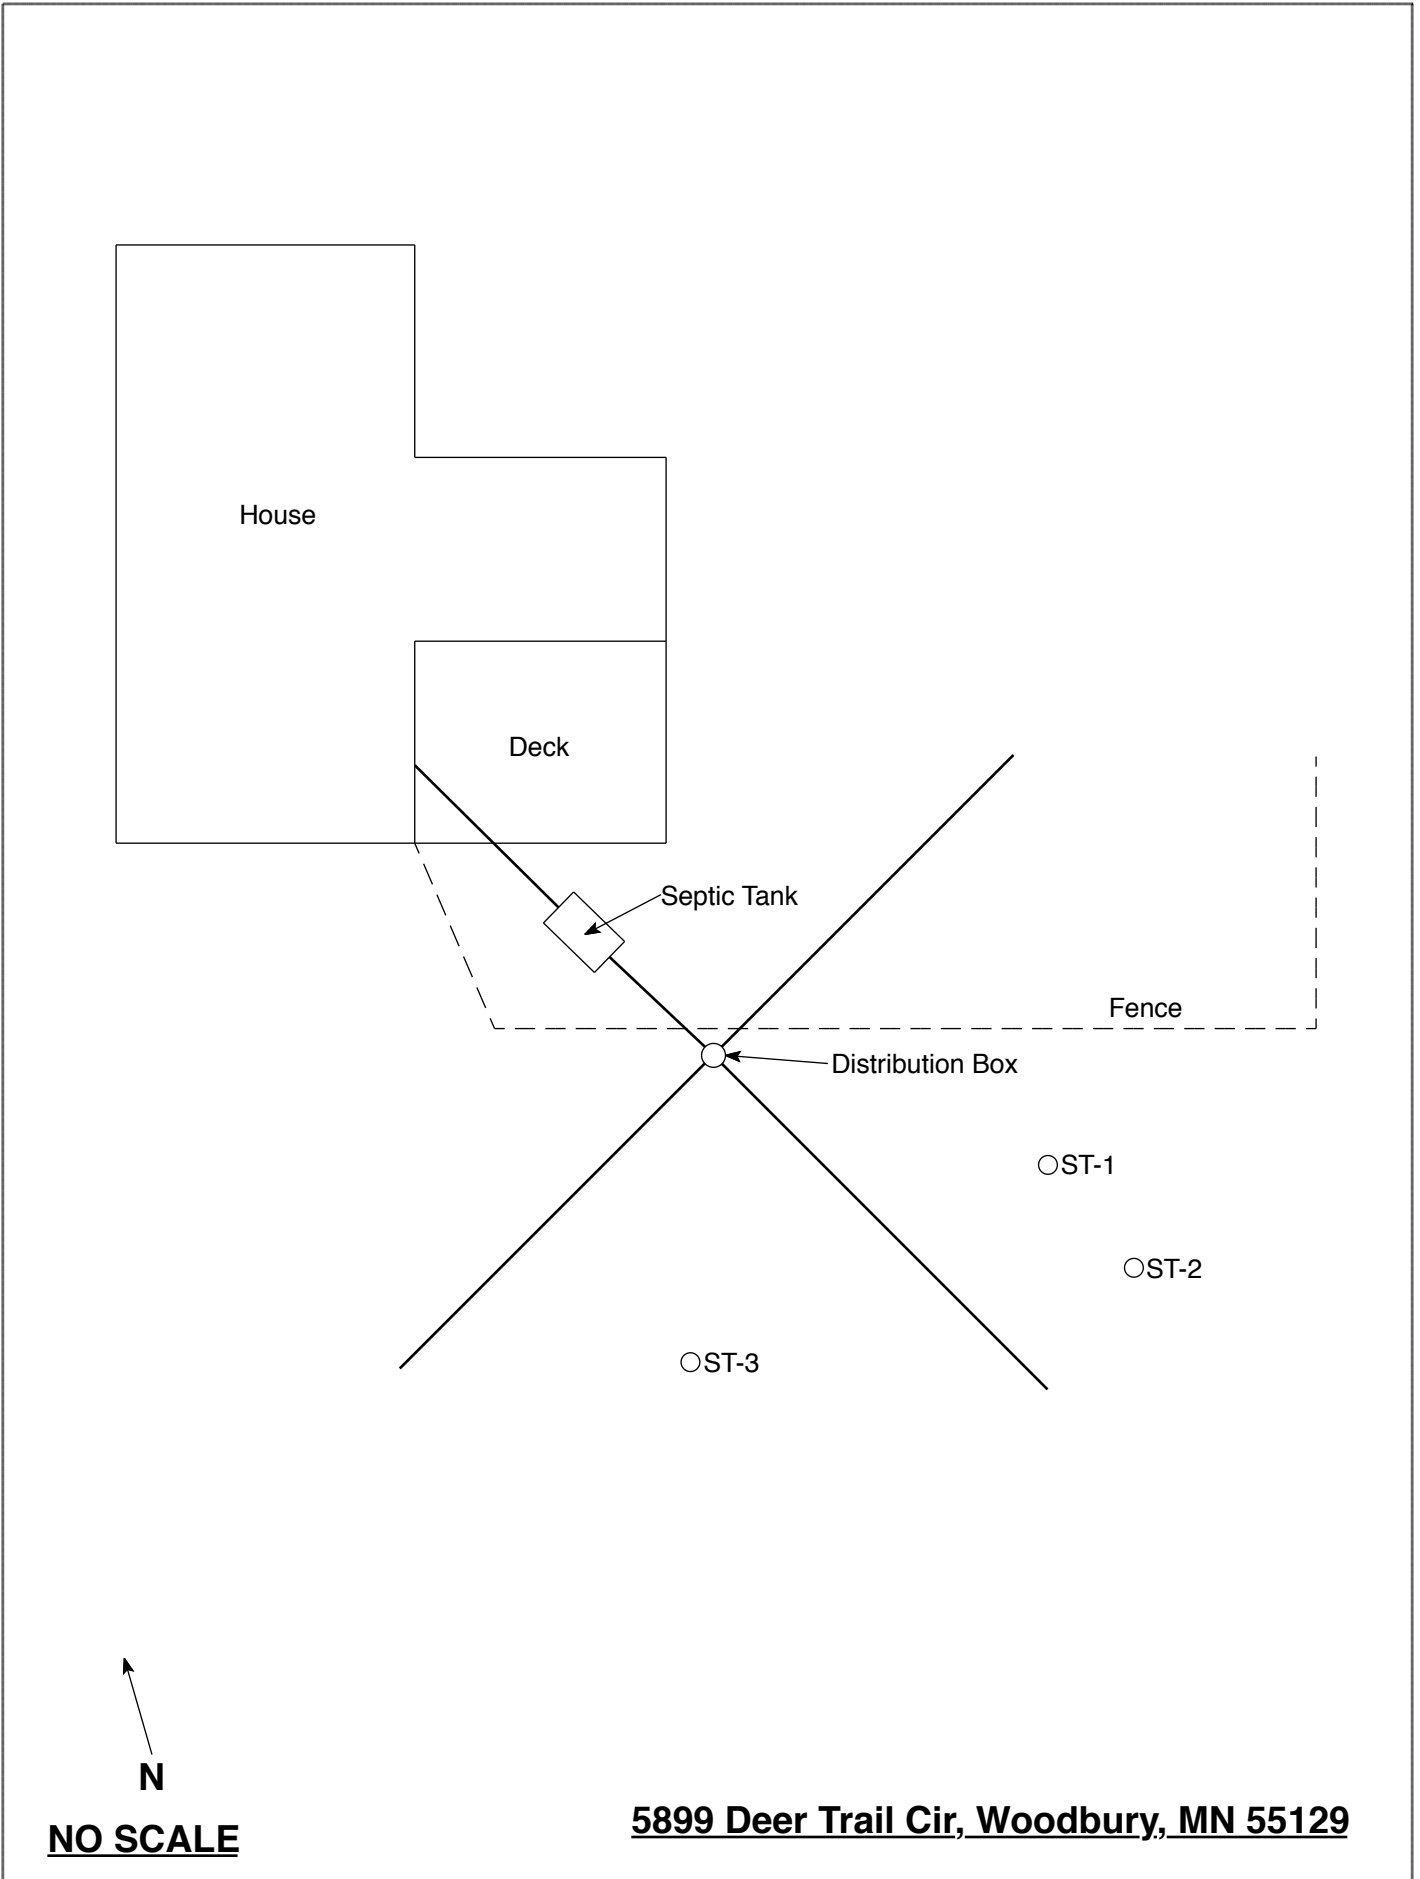 House
Deck
Septic Tank
Fence
Distribution Box
ST-1
ST-2
ST-3
N
NO SCALE
5899 Deer Trail Cir, Woodbury, MN 55129